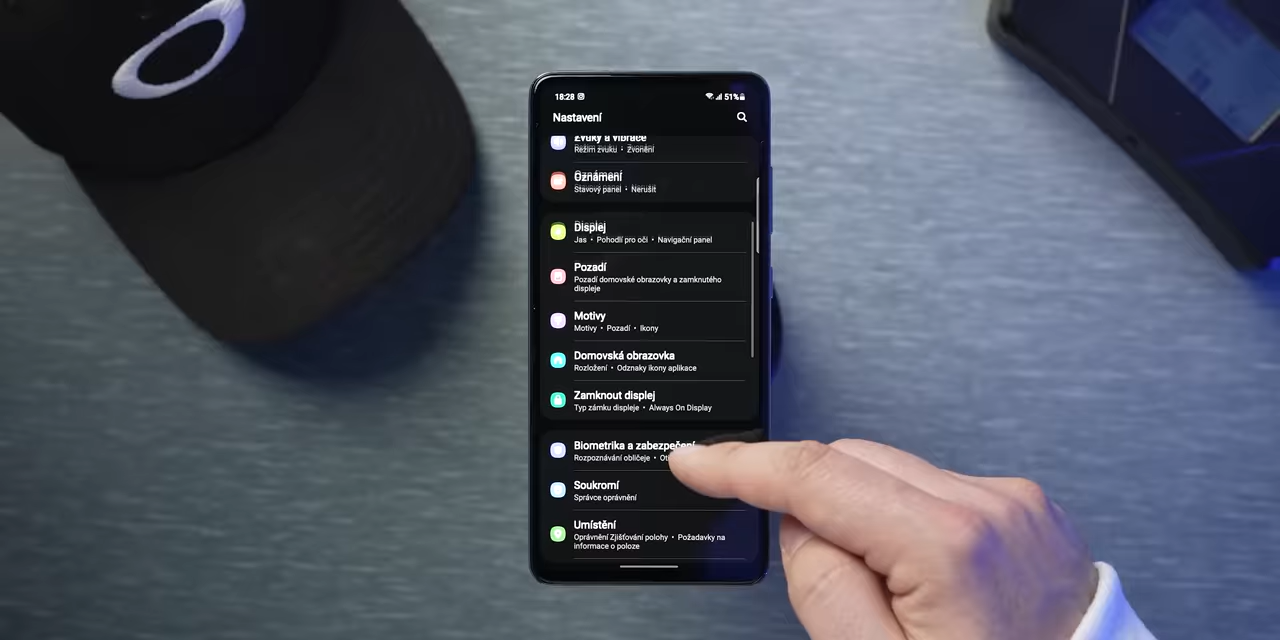 18:28
51%
Nastavení
Zvuky a vibrace
Režim zvuku • Zvonění
Oznámení
Stavový panel • Nerušit
Displej
Jas • Pohodlí pro oči • Navigační panel
Pozadí
Pozadí domovské obrazovky a zamknutého
displeje
Motivy
Motivy • Pozadí • Ikony
Domovská obrazovka
Rozložení • Odznaky ikony aplikace
Zamknout displej
Typ zámku displeje • Always On Display
Biometrika a zabezpečení
Rozpoznávání obličeje •
Soukromí
Správce oprávnění
Umístění
Oprávnění Zjišťování polohy • Požadavky na
informace o poloze